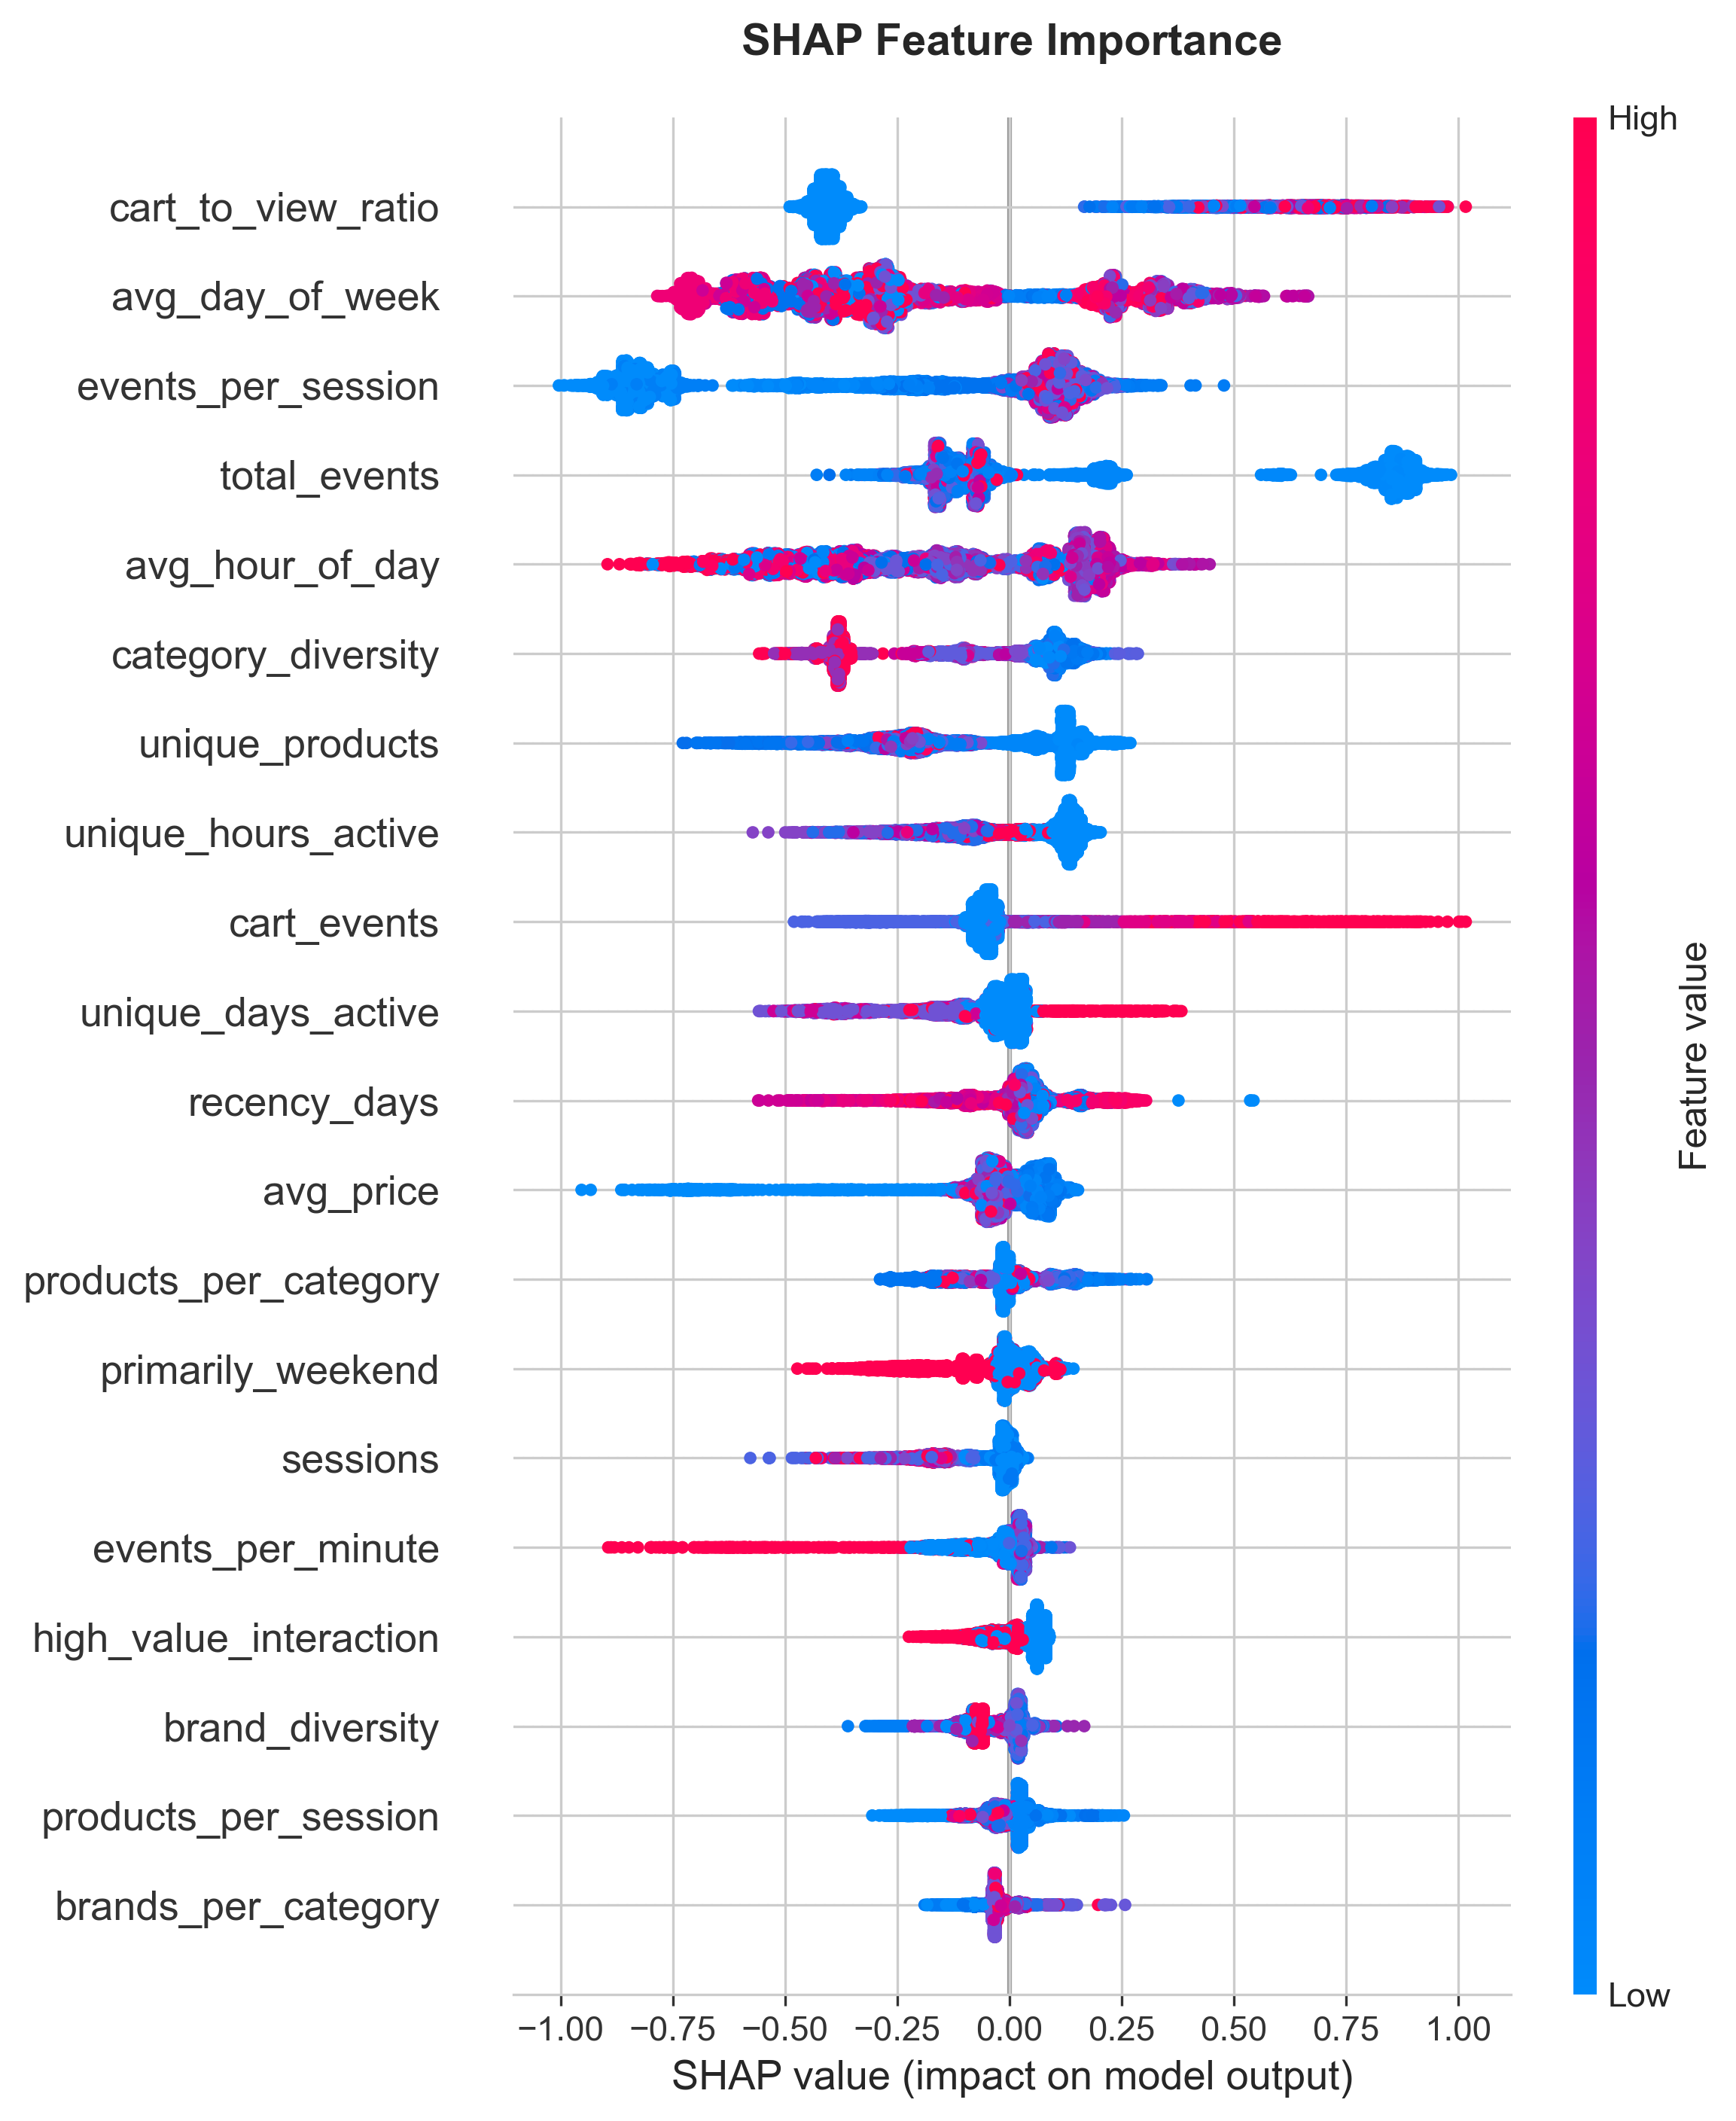 SHAP Feature Importance
High
cart_to_view_ratio
avg_day_of_week
events_per_session
total_events
avg_hour_of_day
category_diversity
unique_products
unique_hours_active
cart_events
unique_days_active
recency_days
avg_price
products_per_category
primarily_weekend
sessions
events_per_minute
high_value_interaction
brand_diversity
products_per_session
brands_per_category
Feature value
Low
−1.00 −0.75 −0.50 −0.25 0.00 0.25 0.50 0.75 1.00
SHAP value (impact on model output)